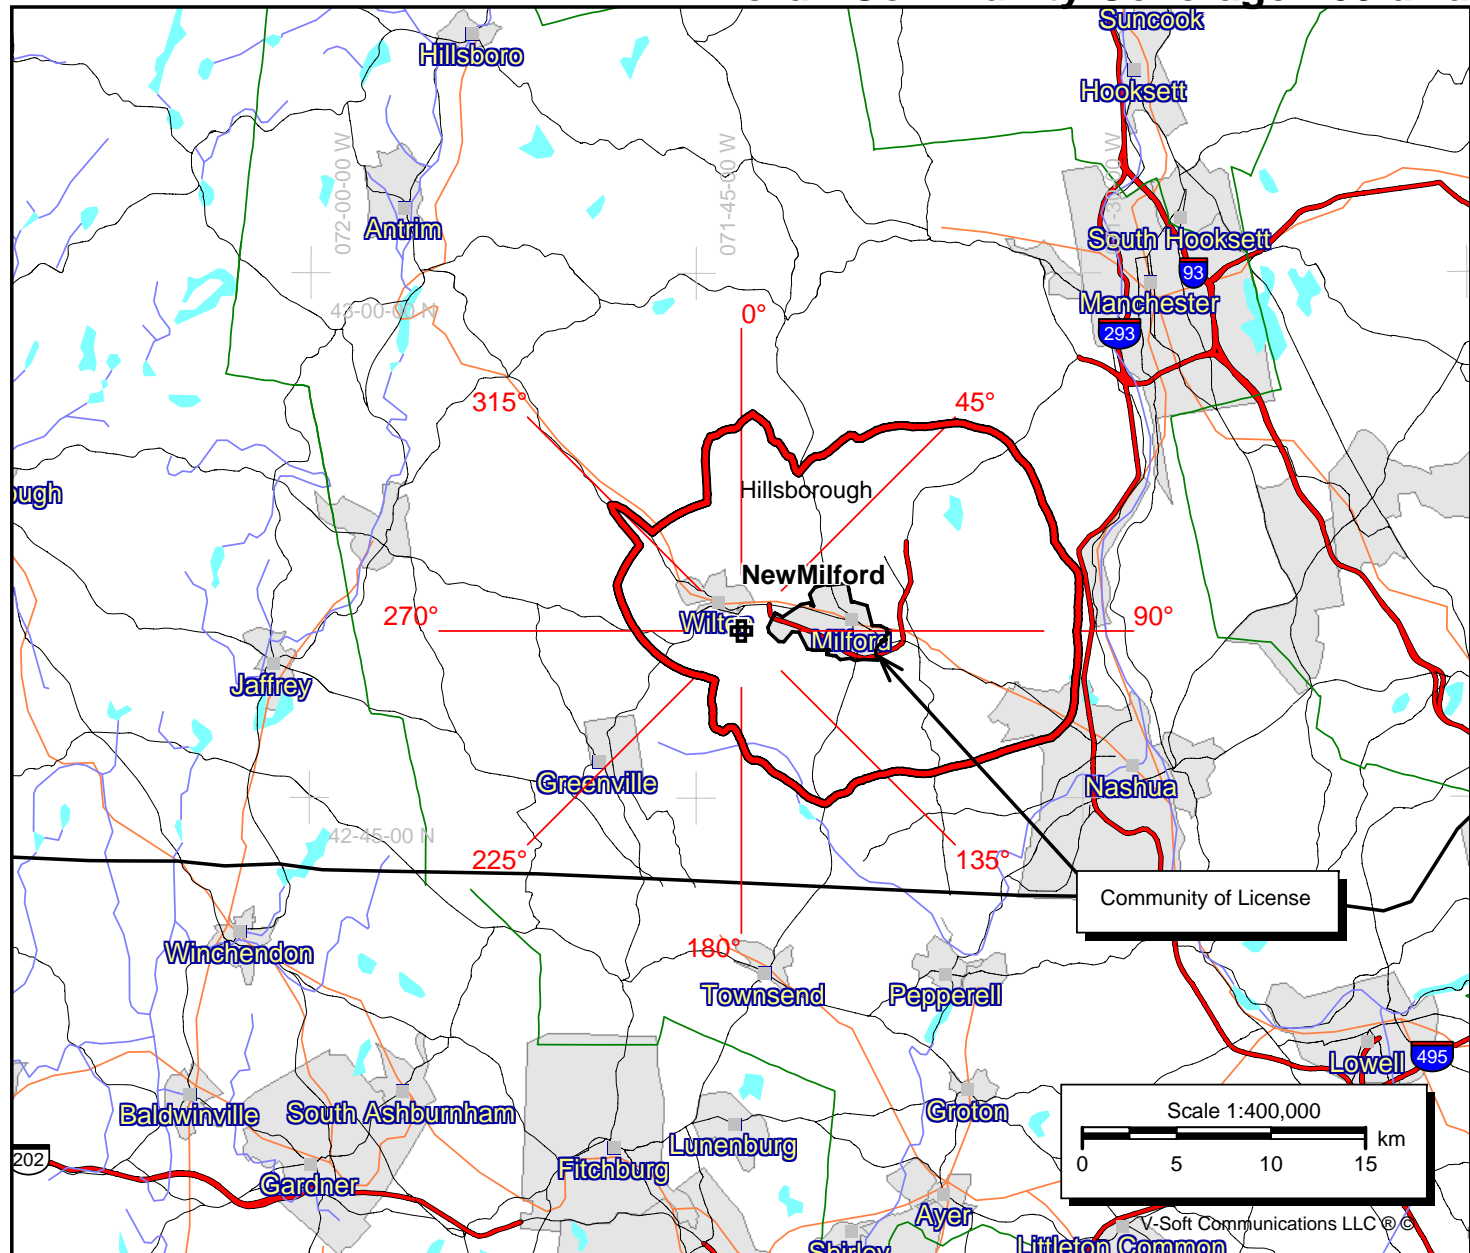 Suncook
Hillsboro
Hooksett
072-00-00 W
071-45-00 W
Antrim
South Hooksett
93
Manchester
43-00-00 N
0°
293
315°
45°
Hillsborough
ough
NewMilford
270°
Wilton
90°
Milford
Jaffrey
Greenville
Nashua
42-45-00 N
225°
135°
Community of License
180°
Winchendon
Townsend
Pepperell
Lowell
495
Baldwinville
South Ashburnham
Groton
Scale 1:400,000
km
0 5 10 15
Lunenburg
202
Fitchburg
Gardner
Ayer
V-Soft Communications LLC ® ©
Shirley
Littleton Common